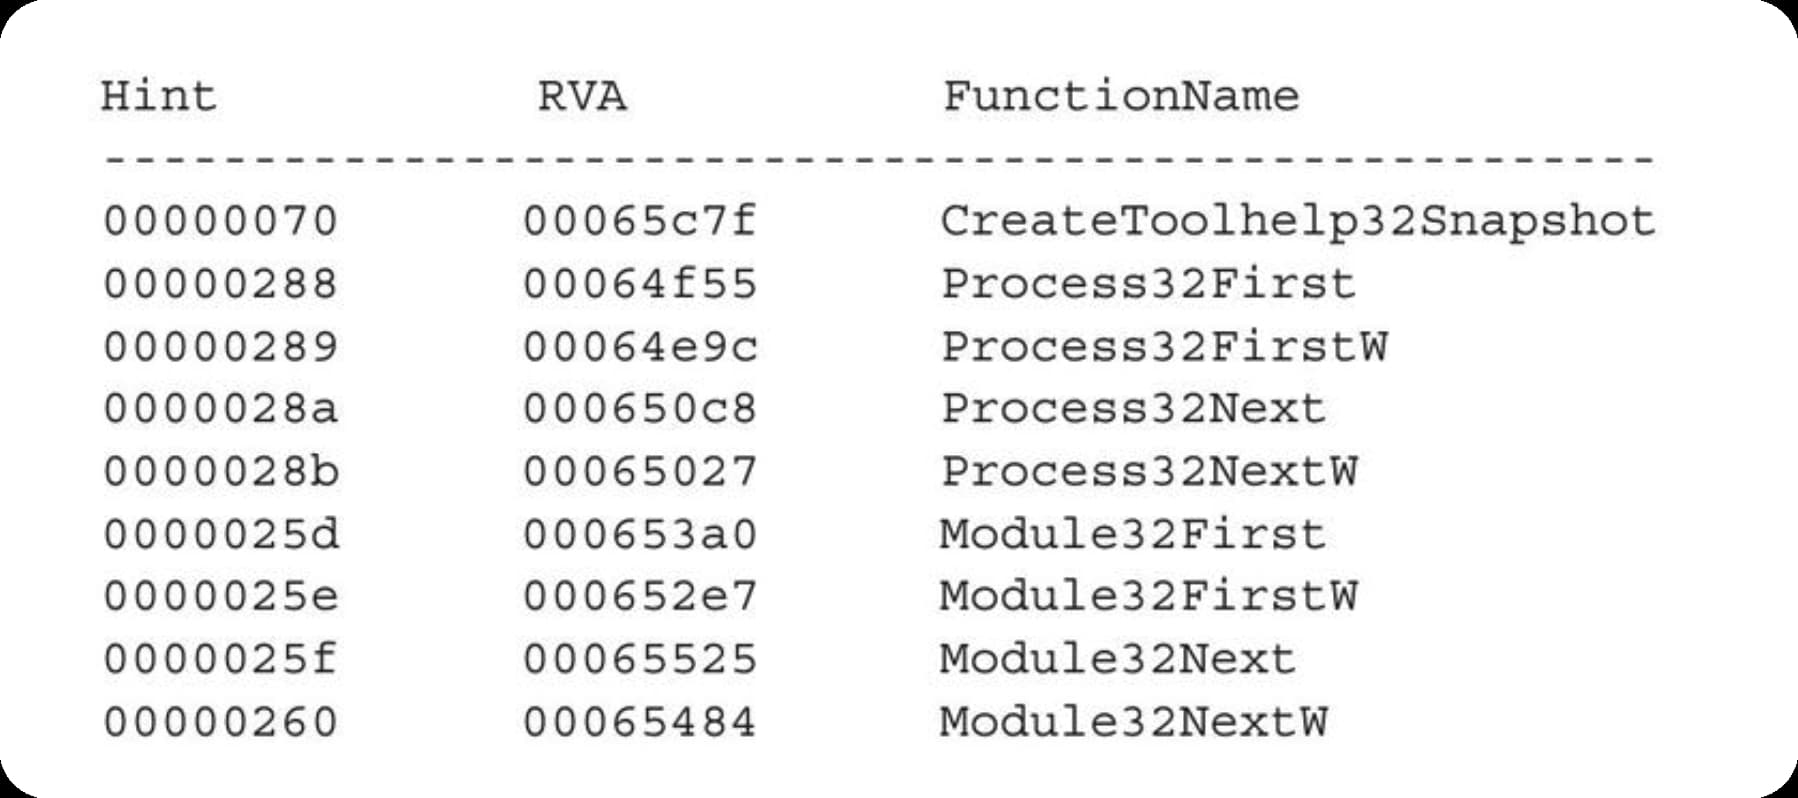 Hint RVA FunctionName
----------------------------------------------------
00000070 00065c7f CreateToolhelp32Snapshot
00000288 00064f55 Process32First
00000289 00064e9c Process32FirstW
0000028a 000650c8 Process32Next
0000028b 00065027 Process32NextW
0000025d 000653a0 Module32First
0000025e 000652e7 Module32FirstW
0000025f 00065525 Module32Next
00000260 00065484 Module32NextW